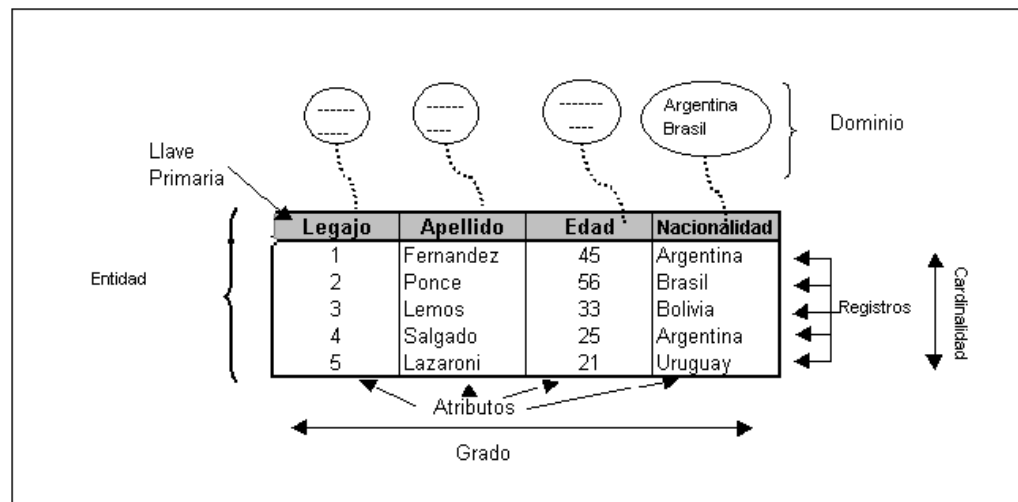 Argentina
Brasil
Dominio
Llave
Primaria
Legajo Apellido Edad Nacionalidad
1 Fernandez 45 Argentina
2 Ponce 56 Brasil
3 Lemos 33 Bolivia
4 Salgado 25 Argentina
5 Lazaroni 21 Uruguay
Entidad
Registros
Cardinalidad
Atributos
Grado